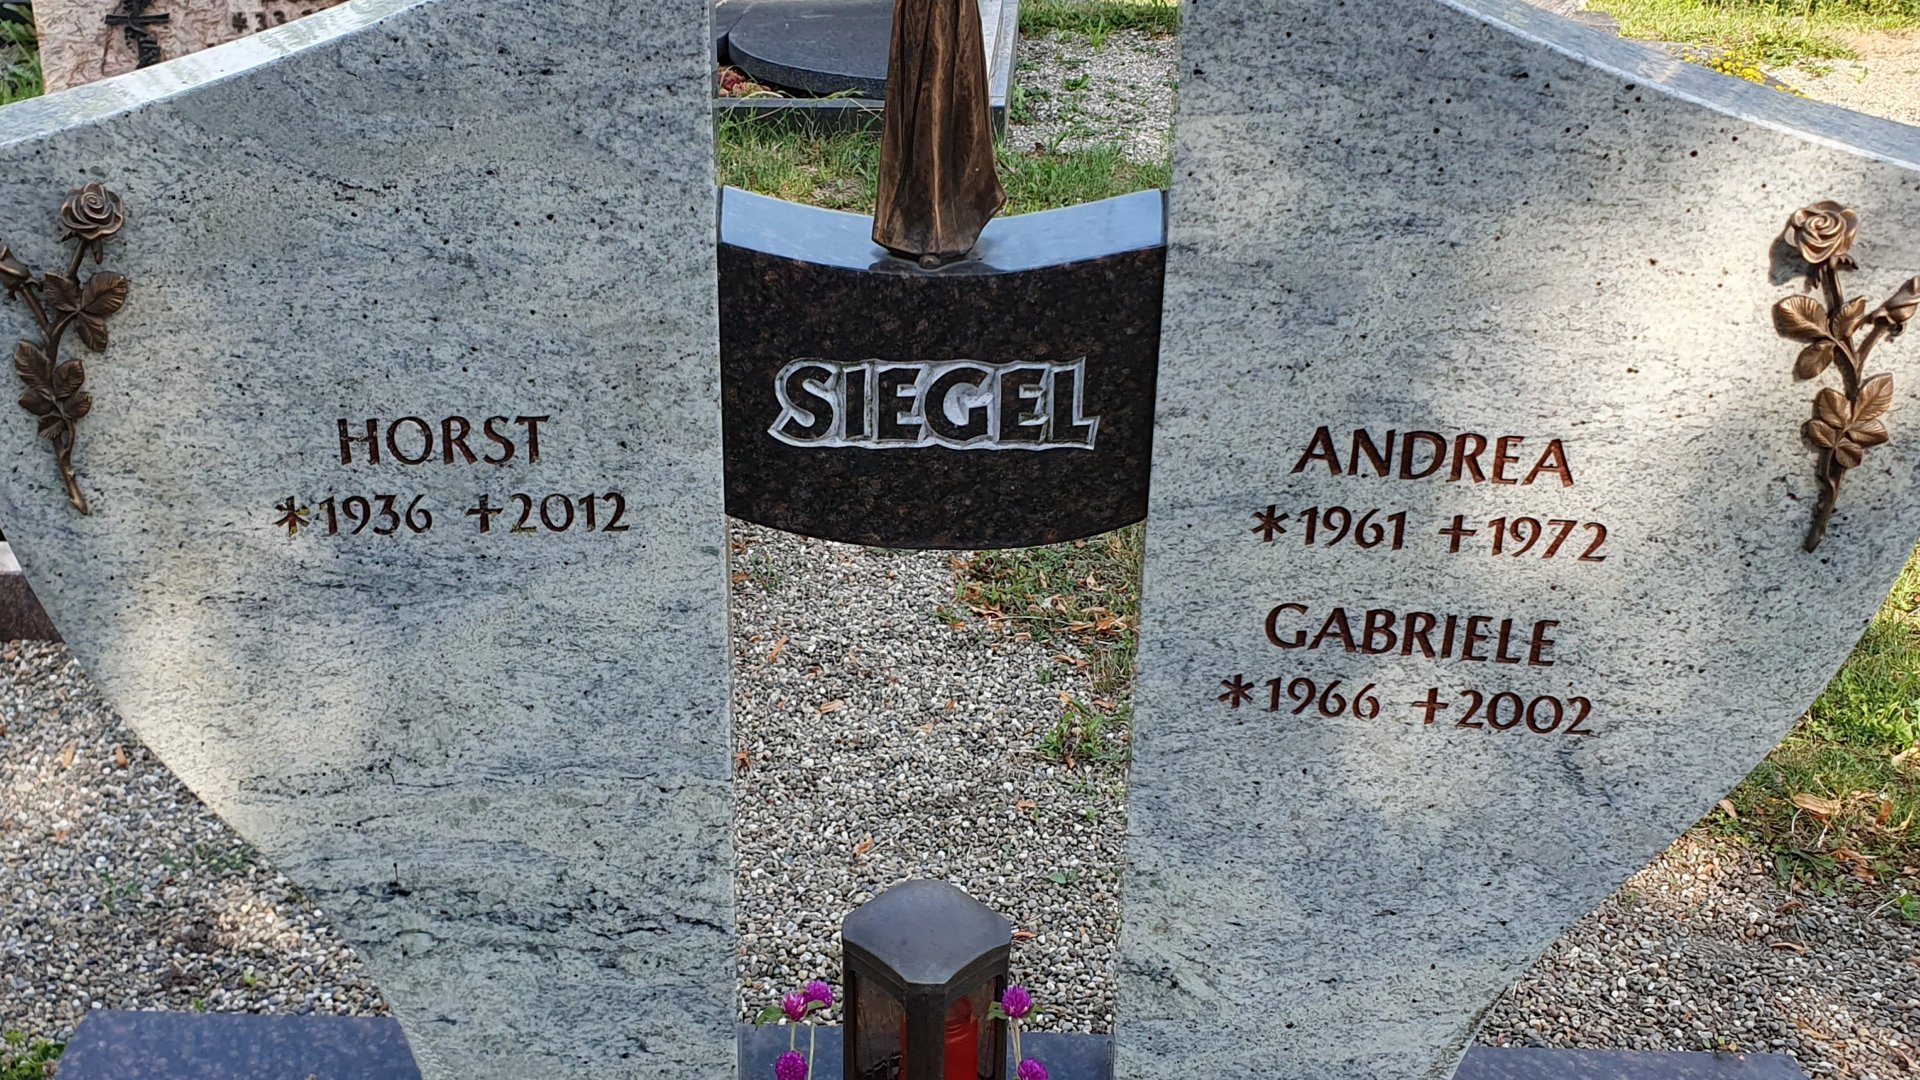 HORST
*1936 +2012
SIEGEL
ANDREA
*1961 +1972
GABRIELE
*1966 +2002